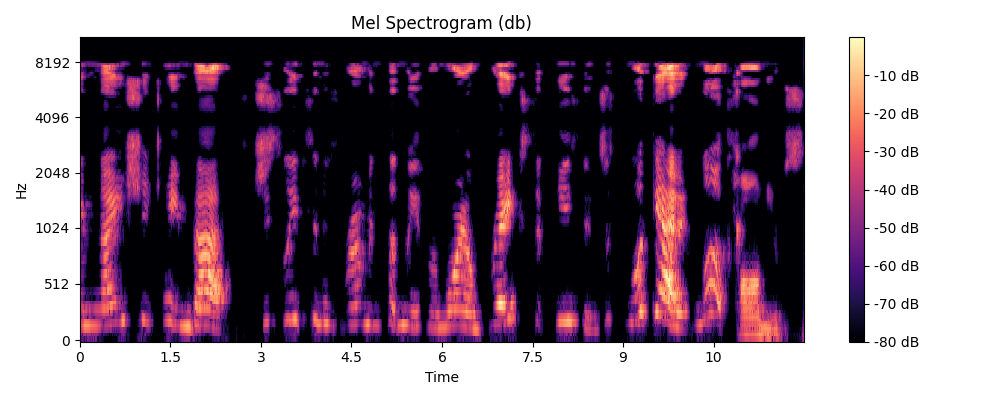 Mel Spectrogram (db)
8192
4096
2048
1024
512
0
Hz
0 1.5 3 4.5 6 7.5 9 10
Time
-10 dB
-20 dB
-30 dB
-40 dB
-50 dB
-60 dB
-70 dB
-80 dB